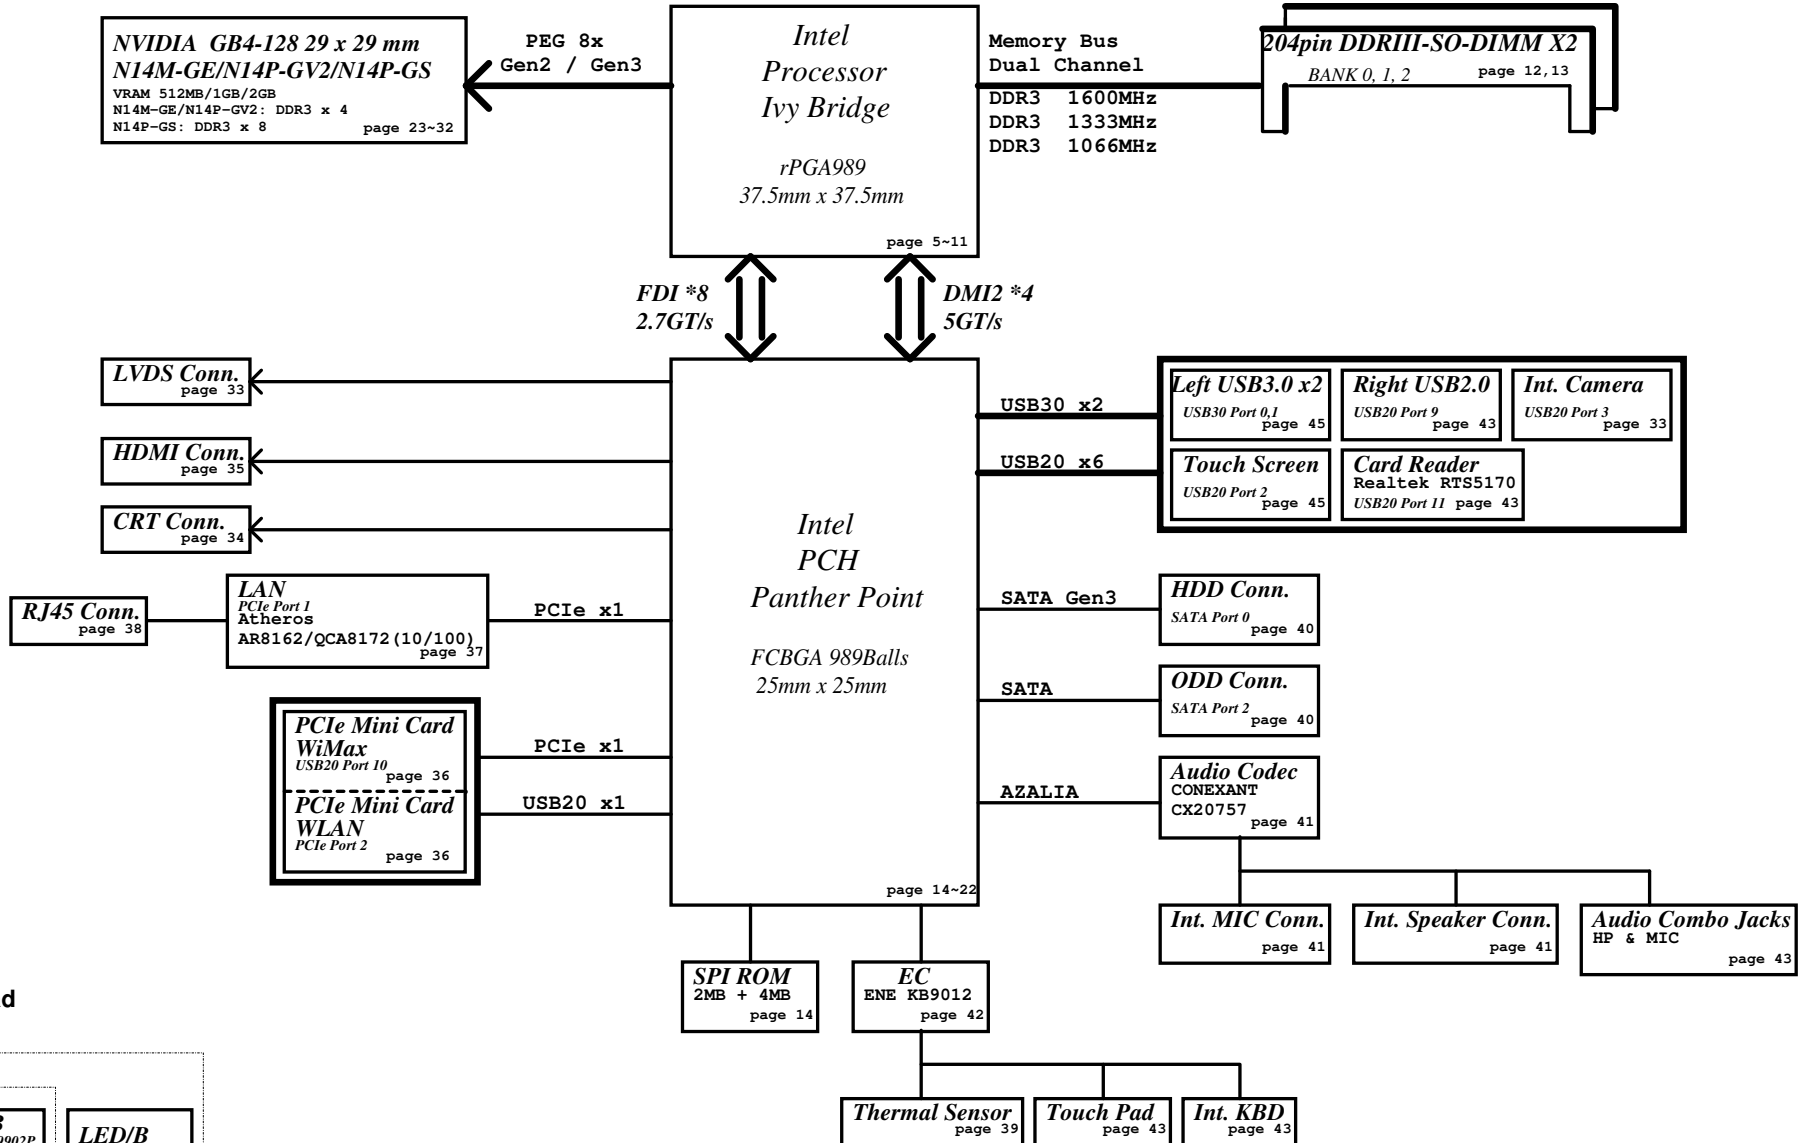 NVIDIA GB4-128 29 x 29 mm
N14M-GE/N14P-GV2/N14P-GS
VRAM 512MB/1GB/2GB
N14M-GE/N14P-GV2: DDR3 x 4
N14P-GS: DDR3 x 8
page 23~32
PEG 8x
Gen2 / Gen3
Intel
Processor
Ivy Bridge
rPGA989
37.5mm x 37.5mm
page 5~11
Memory Bus
Dual Channel
DDR3 1600MHz
DDR3 1333MHz
DDR3 1066MHz
204pin DDRIII-SO-DIMM X2
BANK 0, 1, 2
page 12,13
FDI *8
2.7GT/s
DMI2 *4
5GT/s
LVDS Conn.
page 33
HDMI Conn.
page 35
CRT Conn.
page 34
RJ45 Conn.
page 38
LAN
PCIe Port 1
Atheros
AR8162/QCA8172(10/100)
page 37
PCIe x1
PCIe Mini Card
WiMax
USB20 Port 10
page 36
PCIe Mini Card
WLAN
PCIe Port 2
page 36
PCIe x1
USB20 x1
Intel
PCH
Panther Point
FCBGA 989Balls
25mm x 25mm
page 14~22
USB30 x2
USB20 x6
Left USB3.0 x2
USB30 Port 0,1
page 45
Right USB2.0
USB20 Port 9
page 43
Int. Camera
USB20 Port 3
page 33
Touch Screen
USB20 Port 2
page 45
Card Reader
Realtek RTS5170
USB20 Port 11 page 43
SATA Gen3
HDD Conn.
SATA Port 0
page 40
SATA
ODD Conn.
SATA Port 2
page 40
AZALIA
Audio Codec
CONEXANT
CX20757
page 41
Int. MIC Conn.
page 41
Int. Speaker Conn.
page 41
Audio Combo Jacks
HP & MIC
page 43
SPI ROM
2MB + 4MB
page 14
EC
ENE KB9012
page 42
Thermal Sensor
page 39
Touch Pad
page 43
Int. KBD
page 43
LED/B